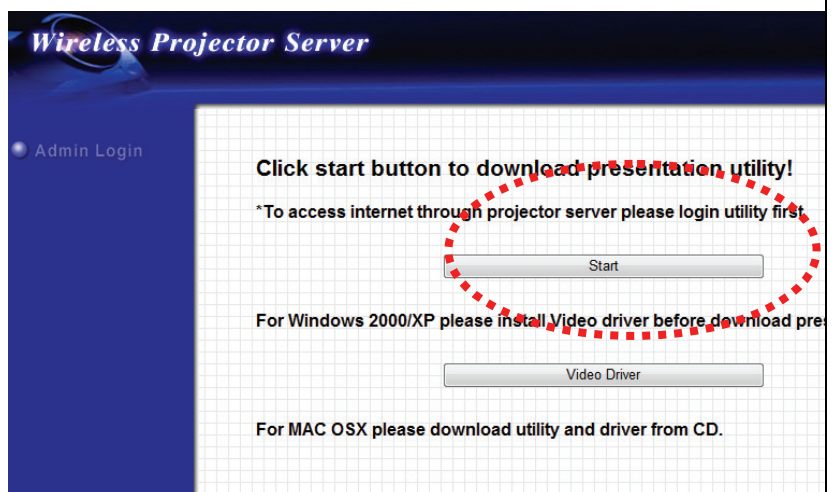 Wireless Projector Server
Admin Login
Click start button to download presentation utility!
*To access internet through projector server please login utility first
Start
For Windows 2000/XP please install Video driver before download
Video Driver
For MAC OSX please download utility and driver from CD.